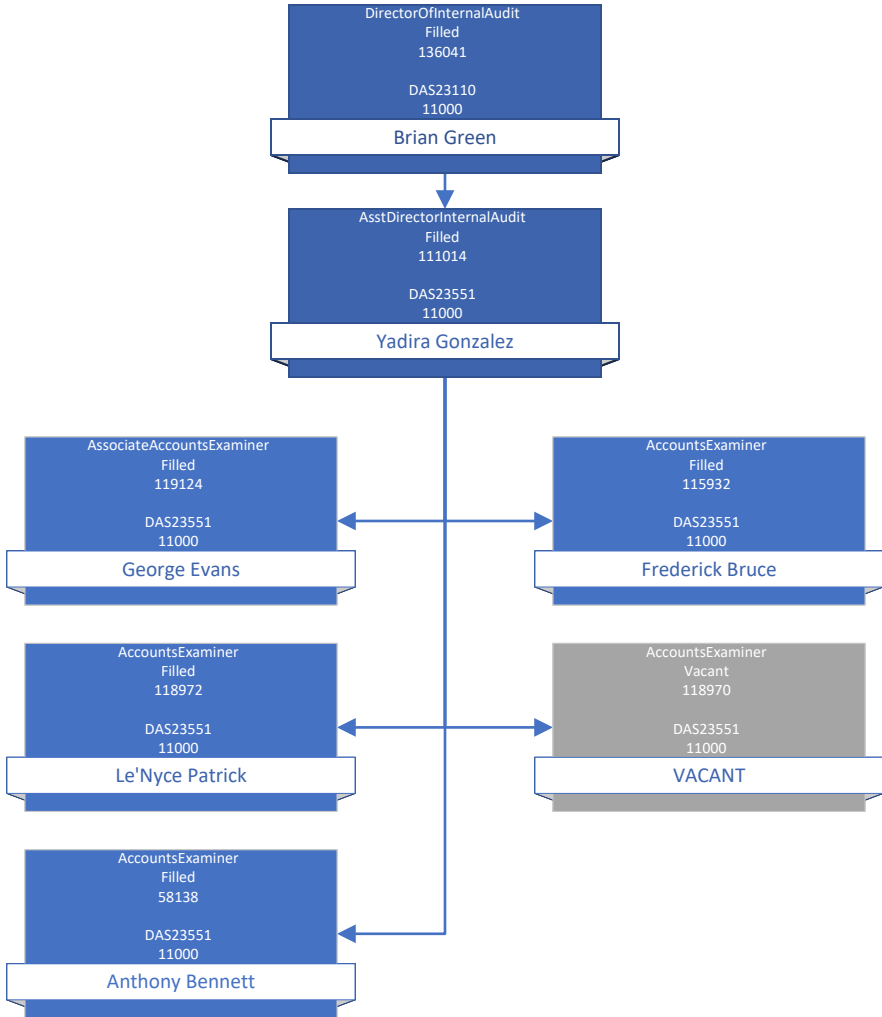 DirectorOfInternalAudit
Filled
136041
DAS23110
11000
Brian Green
AsstDirectorInternalAudit
Filled
111014
DAS23551
11000
Yadira Gonzalez
AssociateAccountsExaminer
Filled
119124
DAS23551
11000
George Evans
AccountsExaminer
Filled
115932
DAS23551
11000
Frederick Bruce
AccountsExaminer
Filled
118972
DAS23551
11000
Le'Nyce Patrick
AccountsExaminer
Vacant
118970
DAS23551
11000
VACANT
AccountsExaminer
Filled
58138
DAS23551
11000
Anthony Bennett